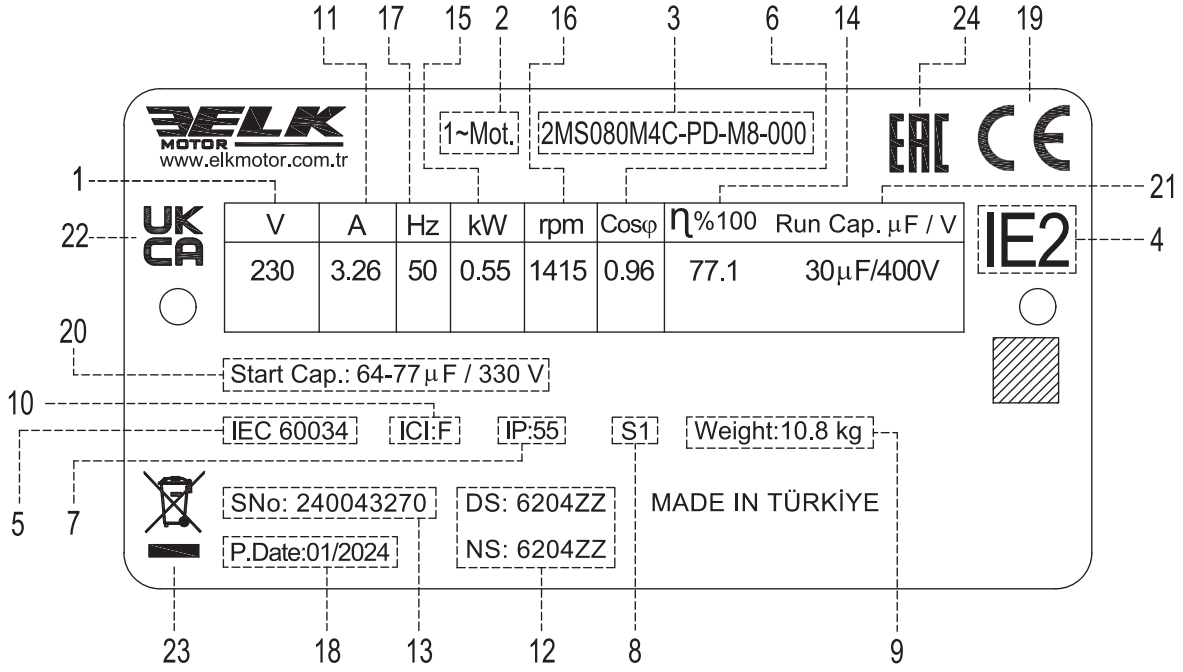 11 17 15 2 16 3 6 14 24 19
ELK
MOTOR
www.elkmotor.com.tr
1~Mot. 2MS080M4C-PD-M8-000
EAC CE
1 21
UK
CA
22
V A Hz kW rpm Cosφ η%100 Run Cap. μF / V
230 3.26 50 0.55 1415 0.96 77.1 30μF/400V
IE2
4
20
Start Cap.: 64-77μF / 330 V
10
IEC 60034 ICI:F IP:55 S1 Weight:10.8 kg
5 7
SNo: 240043270 DS: 6204ZZ MADE IN TÜRKİYE
P.Date:01/2024 NS: 6204ZZ
23 18 13 12 8 9